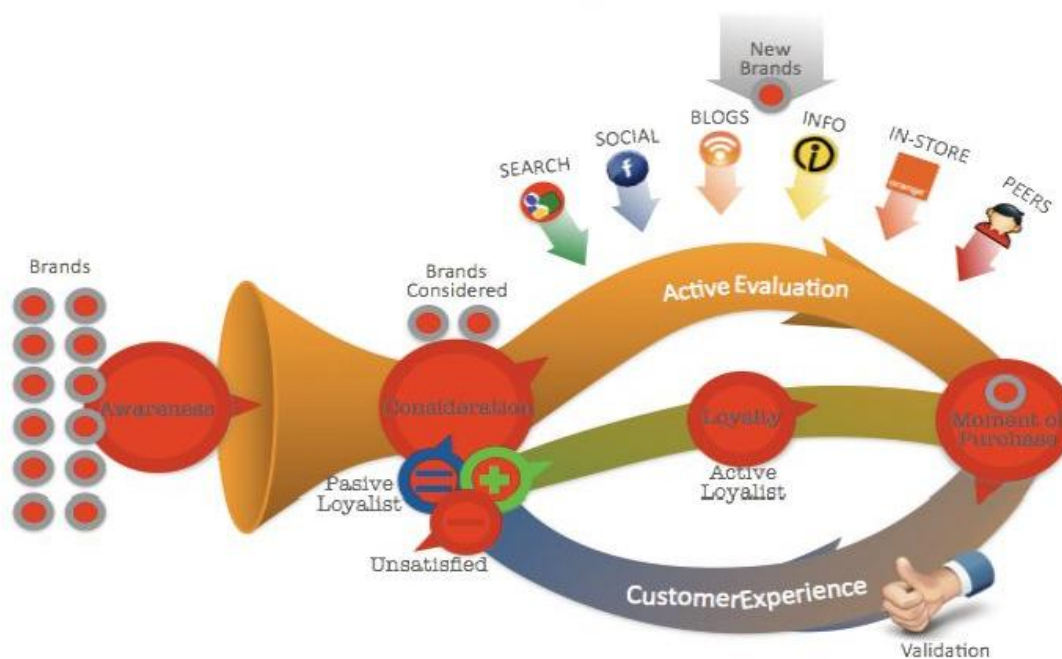 New
Brands
BLOGS
INFO
SOCIAL
IN-STORE
SEARCH
PEERS
orange
Brands
Brands
Considered
Active Evaluation
Awareness
Consideration
Loyalty
Moment of
Purchase
Pasive
Loyalist
Active
Loyalist
Unsatisfied
CustomerExperience
Validation